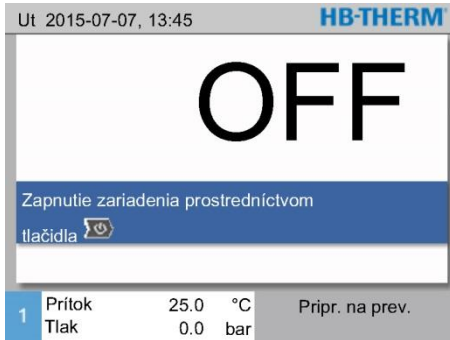 Ut 2015-07-07, 13:45 HB-THERM
OFF
Zapnutie zariadenia prostredníctvom
tlačidla
1 Prítok 25.0 °C Pripr. na prev.
Tlak 0.0 bar